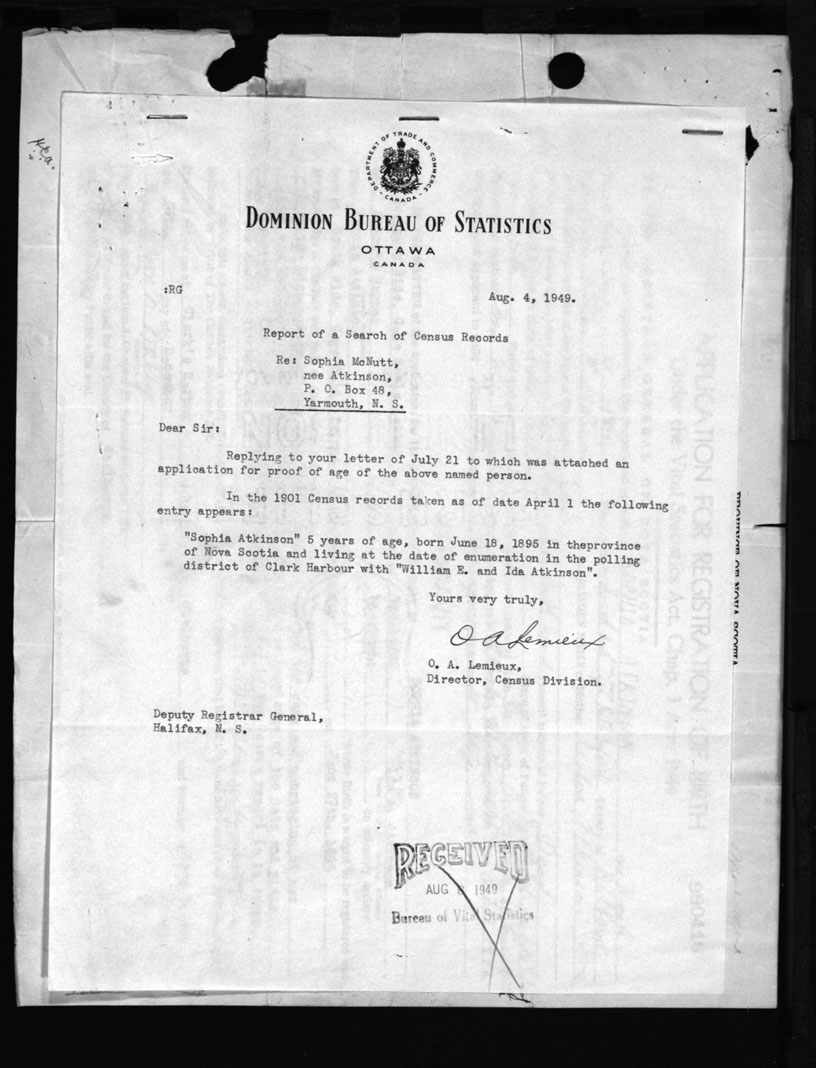 DEPARTMENT OF TRADE AND COMMERCE
- CANADA -
DOMINION BUREAU OF STATISTICS
OTTAWA
CANADA
:RG
Aug. 4, 1949.
Report of a Search of Census Records
Re: Sophia McNutt,
nee Atkinson,
P. O. Box 48,
Yarmouth, N. S.
Dear Sir:
Replying to your letter of July 21 to which was attached an
application for proof of age of the above named person.
In the 1901 Census records taken as of date April 1 the following
entry appears:
"Sophia Atkinson" 5 years of age, born June 18, 1895 in theprovince
of Nova Scotia and living at the date of enumeration in the polling
district of Clark Harbour with "William E. and Ida Atkinson".
Yours very truly,
O A Lemieux
O. A. Lemieux,
Director, Census Division.
Deputy Registrar General,
Halifax, N. S.
RECEIVED
AUG 1949
Bureau of Vital Statistics
PROVINCE OF NOVA SCOTIA